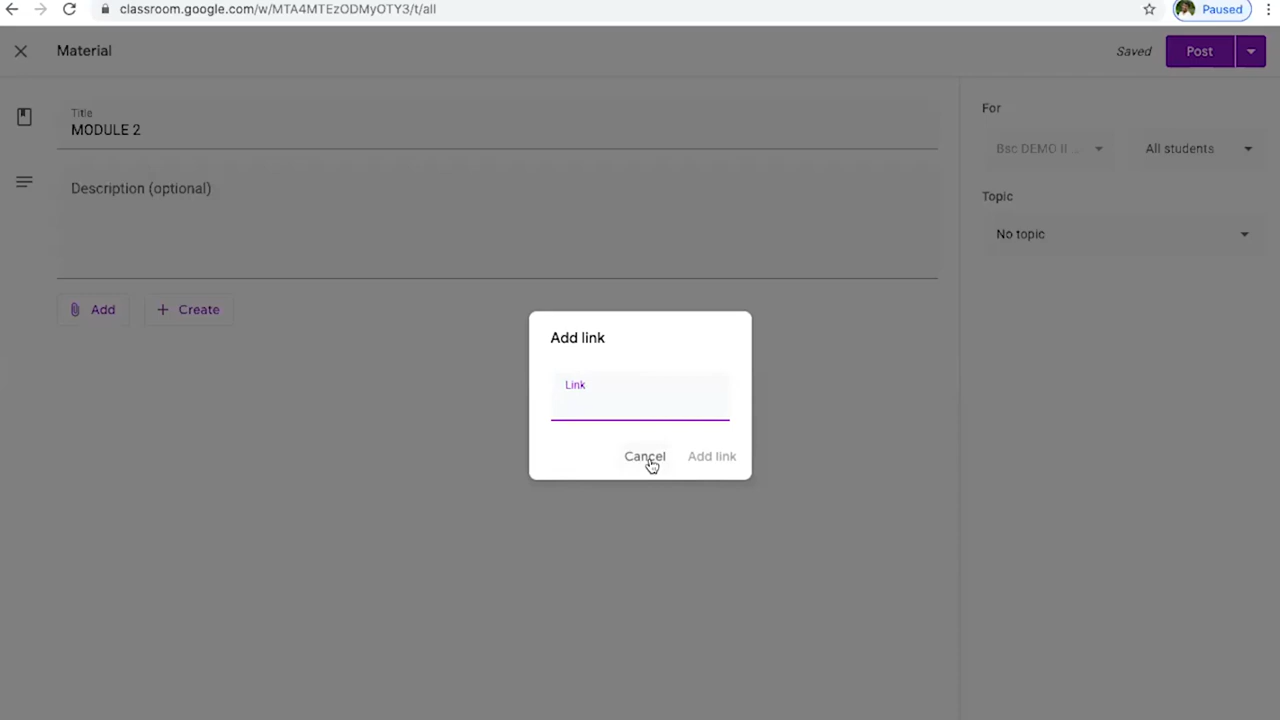 classroom.google.com/w/MTA4MTEzODMyOTY3/t/all
Paused
Material
Saved
Post
Title
MODULE 2
Description (optional)
Add
Create
For
Bsc DEMO II ...
All students
Topic
No topic
Add link
Link
Cancel
Add link